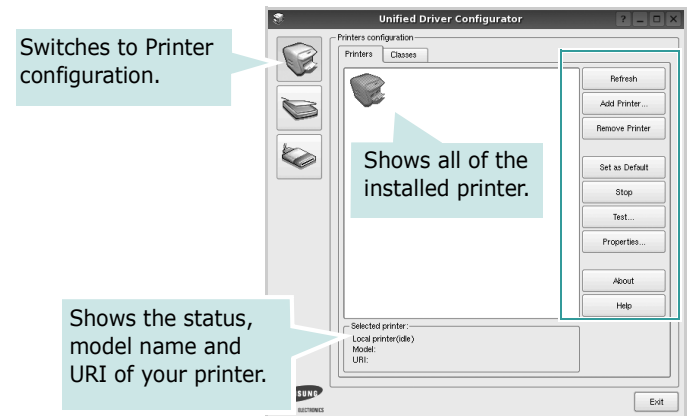 Unified Driver Configurator
Switches to Printer
configuration.
Printers configuration
Printers
Classes
Refresh
Add Printer...
Remove Printer
Set as Default
Stop
Test...
Properties...
About
Help
Shows all of the
installed printer.
Shows the status,
model name and
URI of your printer.
Selected printer:
Local printer(idle)
Model:
URI:
SUNG
ELECTRONICS
Exit